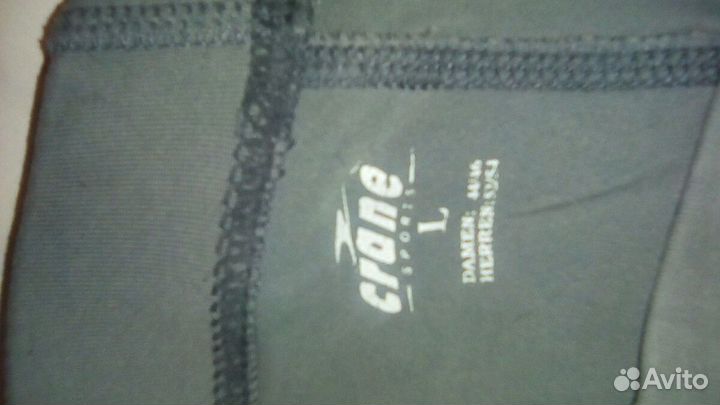 crane
SPORTS
L
DAMEN: 44/46
HERREN: 52/54
Avito